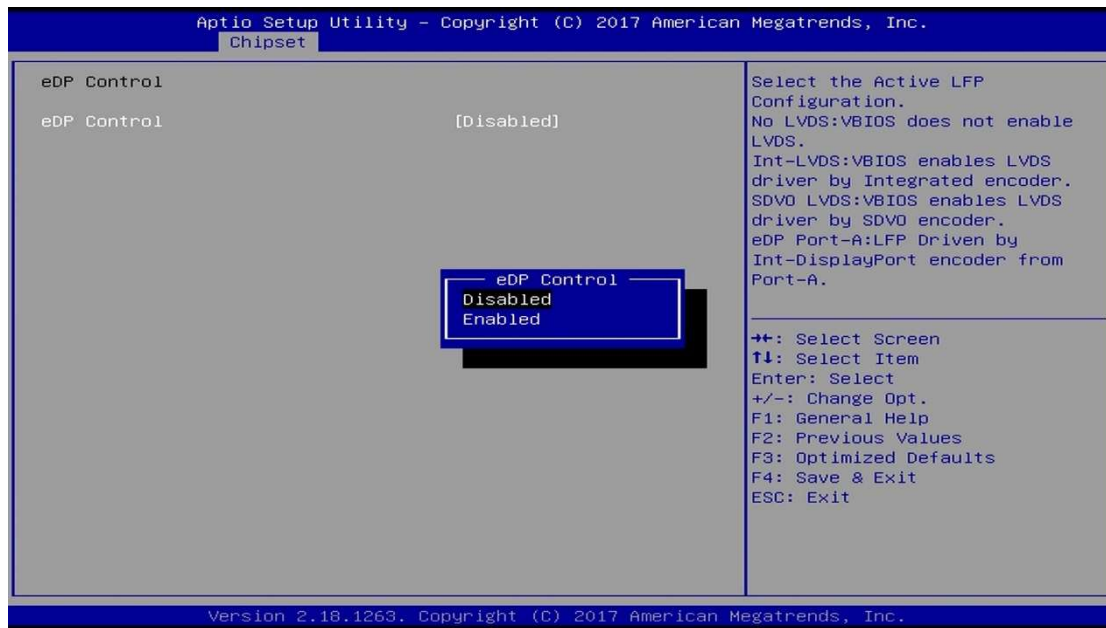 Aptio Setup Utility – Copyright (C) 2017 American Megatrends, Inc.
Chipset
eDP Control
eDP Control [Disabled]
eDP Control
Disabled
Enabled
Select the Active LFP
Configuration.
No LVDS:VBIOS does not enable
LVDS.
Int-LVDS:VBIOS enables LVDS
driver by Integrated encoder.
SDVO LVDS:VBIOS enables LVDS
driver by SDVO encoder.
eDP Port-A:LFP Driven by
Int-DisplayPort encoder from
Port-A.
→←: Select Screen
↑↓: Select Item
Enter: Select
+/-: Change Opt.
F1: General Help
F2: Previous Values
F3: Optimized Defaults
F4: Save & Exit
ESC: Exit
Version 2.18.1263. Copyright (C) 2017 American Megatrends, Inc.